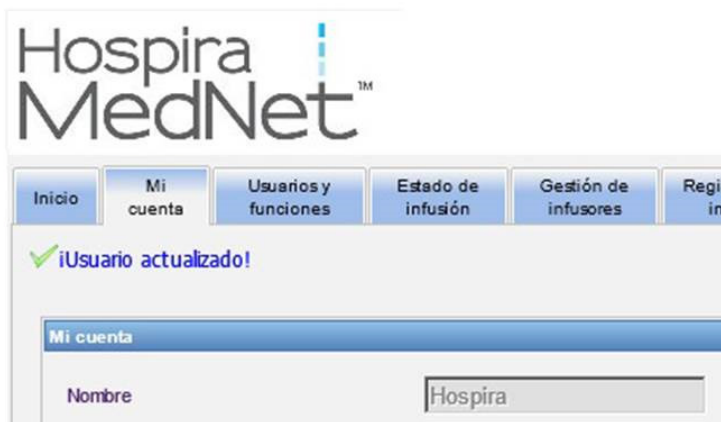 Hospira
MedNet™
Inicio
Mi
cuenta
Usuarios y
funciones
Estado de
infusión
Gestión de
infusores
¡Usuario actualizado!
Mi cuenta
Nombre
Hospira